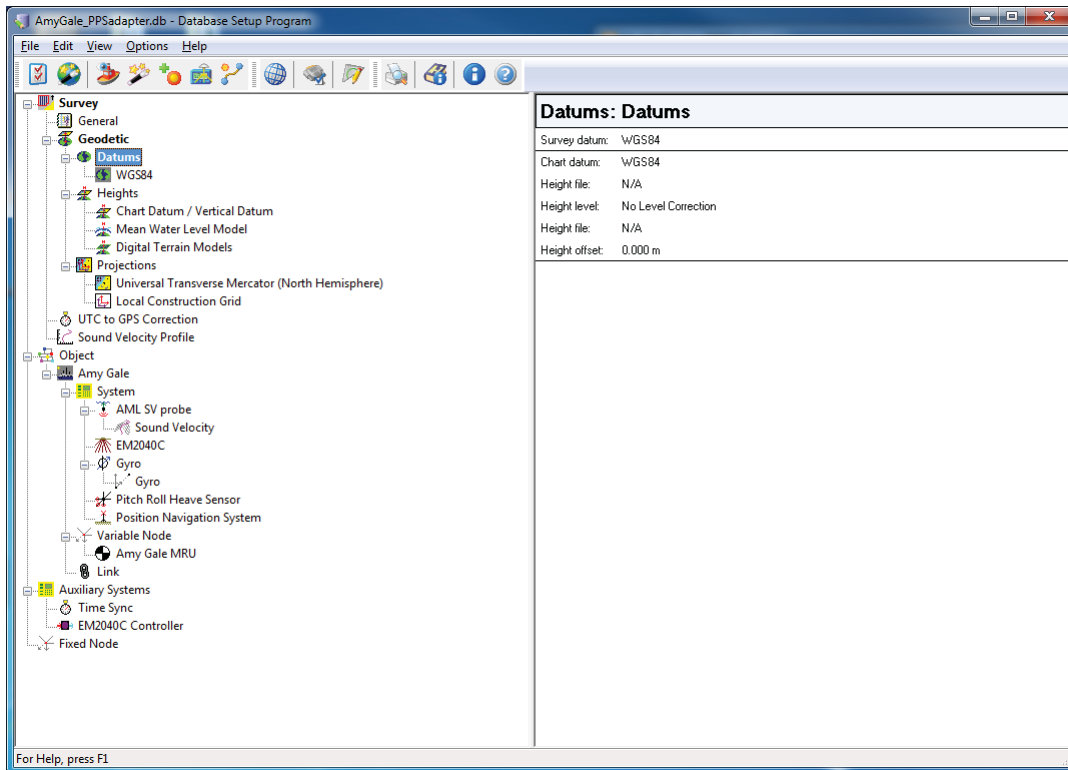 AmyGale_PPSadapter.db - Database Setup Program
File Edit View Options Help
Survey
General
Geodetic
Datums
WGS84
Heights
Chart Datum / Vertical Datum
Mean Water Level Model
Digital Terrain Models
Projections
Universal Transverse Mercator (North Hemisphere)
Local Construction Grid
UTC to GPS Correction
Sound Velocity Profile
Object
Amy Gale
System
AML SV probe
Sound Velocity
EM2040C
Gyro
Gyro
Pitch Roll Heave Sensor
Position Navigation System
Variable Node
Amy Gale MRU
Link
Auxiliary Systems
Time Sync
EM2040C Controller
Fixed Node
Datums: Datums
Survey datum: WGS84
Chart datum: WGS84
Height file: N/A
Height level: No Level Correction
Height file: N/A
Height offset: 0.000 m
For Help, press F1